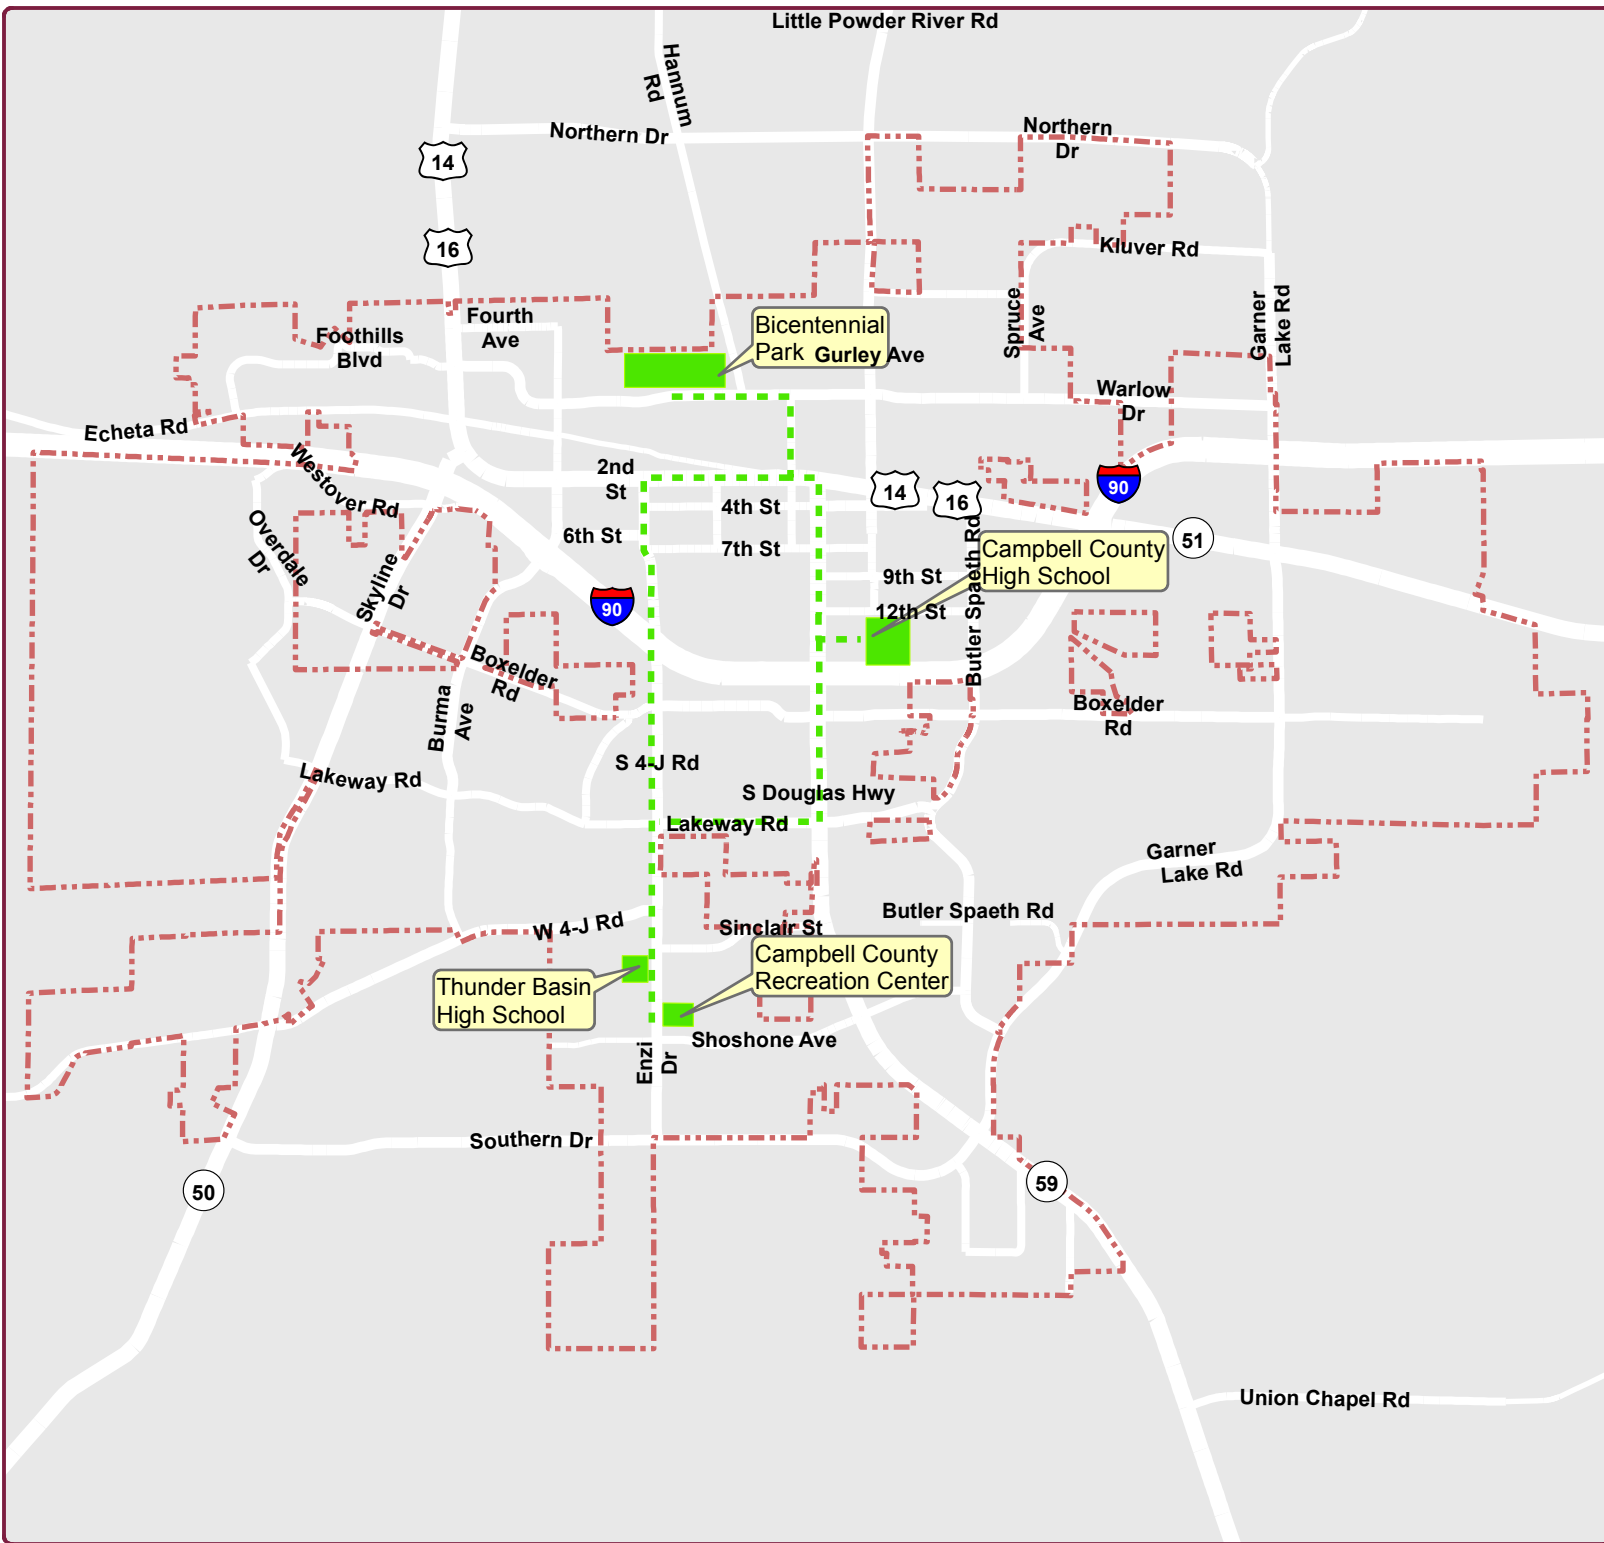 Little Powder River Rd
Hannum
Rd
Northern Dr
Northern
Dr
14
16
Kluver Rd
Spruce
Ave
Garner
Lake Rd
Foothills
Blvd
Fourth
Ave
Bicentennial
Park
Gurley Ave
Warlow
Dr
Echeta Rd
Westover Rd
2nd
St
4th St
14
16
90
51
6th St
7th St
Overdale
Dr
Skyline
Dr
9th St
12th St
Campbell County
High School
Butler Spaeth Rd
90
Boxelder
Rd
Boxelder
Rd
Burma
Ave
Lakeway Rd
S 4-J Rd
S Douglas Hwy
Lakeway Rd
Garner
Lake Rd
W 4-J Rd
Sinclair St
Butler Spaeth Rd
Campbell County
Recreation Center
Thunder Basin
High School
Shoshone Ave
Enzi
Dr
Southern Dr
50
59
Union Chapel Rd